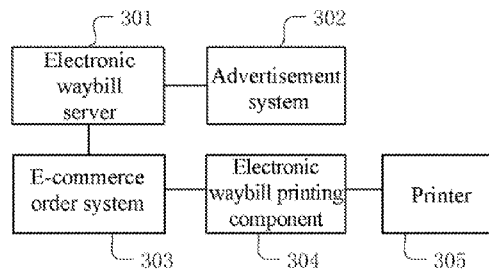 301
302
Electronic
waybill
server
Advertisement
system
E-commerce
order system
Electronic
waybill printing
component
Printer
303
304
305